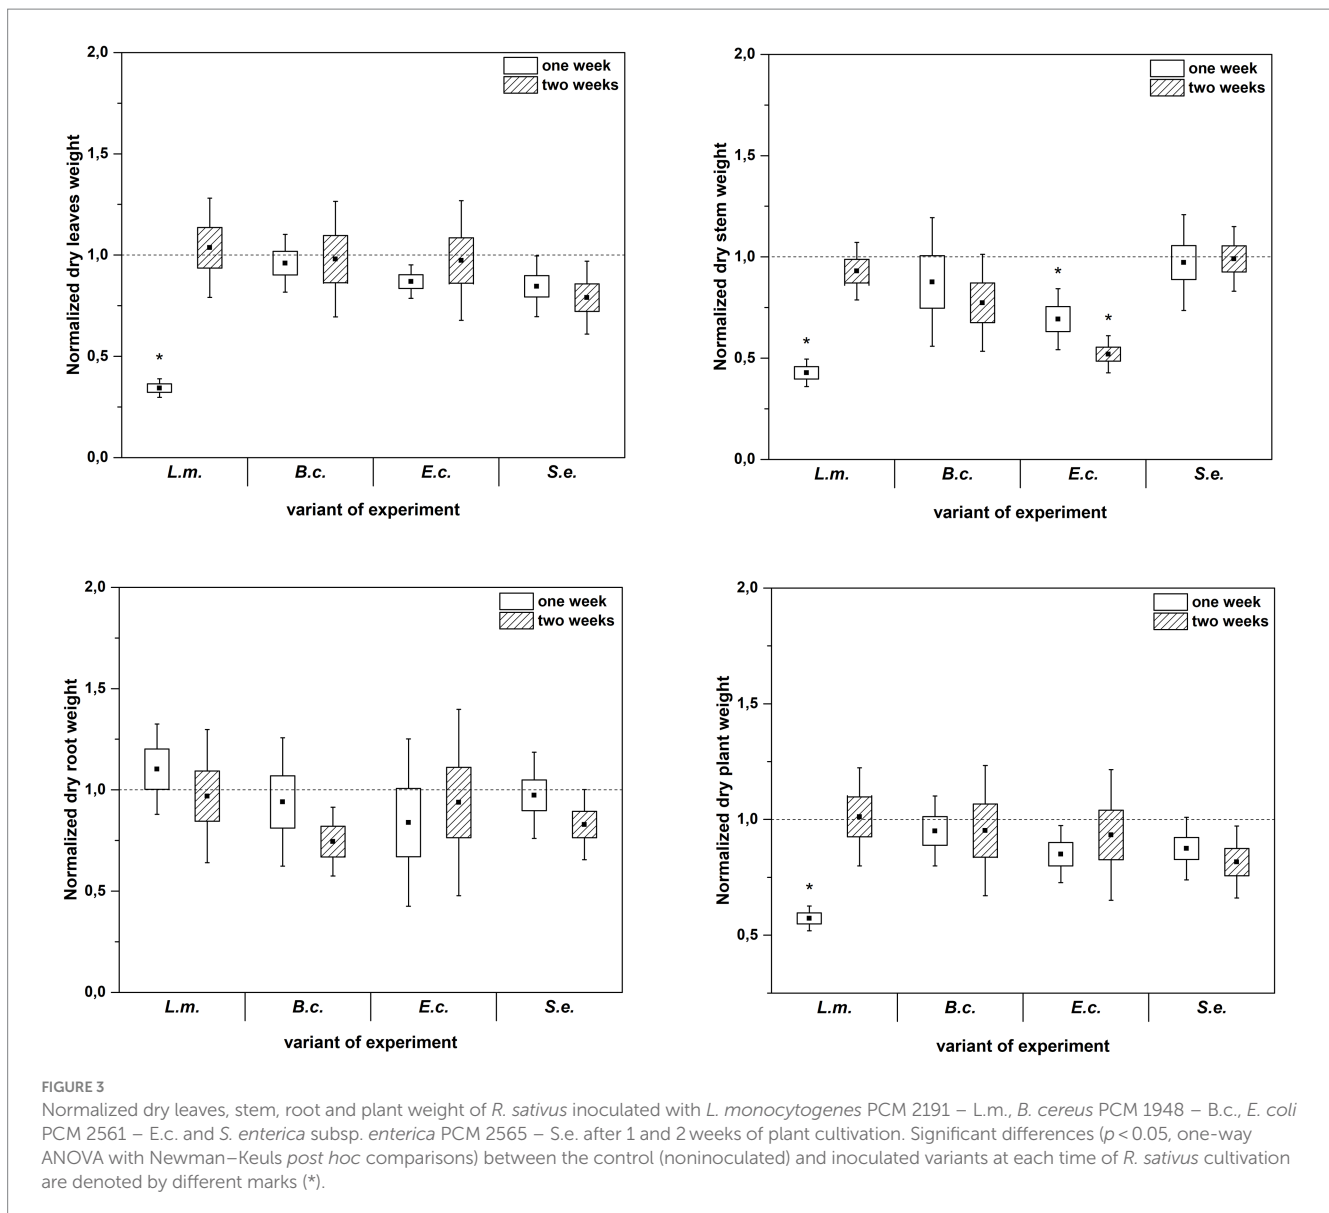 2,0
one week
two weeks
1,5
1,0
0,5
0,0
Normalized dry leaves weight
*
L.m.
B.c.
E.c.
S.e.
variant of experiment
2,0
one week
two weeks
1,5
1,0
0,5
0,0
Normalized dry stem weight
*
*
*
L.m.
B.c.
E.c.
S.e.
variant of experiment
2,0
one week
two weeks
1,5
1,0
0,5
0,0
Normalized dry root weight
L.m.
B.c.
E.c.
S.e.
variant of experiment
2,0
one week
two weeks
1,5
1,0
0,5
Normalized dry plant weight
*
L.m.
B.c.
E.c.
S.e.
variant of experiment
FIGURE 3
Normalized dry leaves, stem, root and plant weight of R. sativus inoculated with L. monocytogenes PCM 2191 – L.m., B. cereus PCM 1948 – B.c., E. coli
PCM 2561 – E.c. and S. enterica subsp. enterica PCM 2565 – S.e. after 1 and 2 weeks of plant cultivation. Significant differences (p < 0.05, one-way
ANOVA with Newman–Keuls post hoc comparisons) between the control (noninoculated) and inoculated variants at each time of R. sativus cultivation
are denoted by different marks (*).